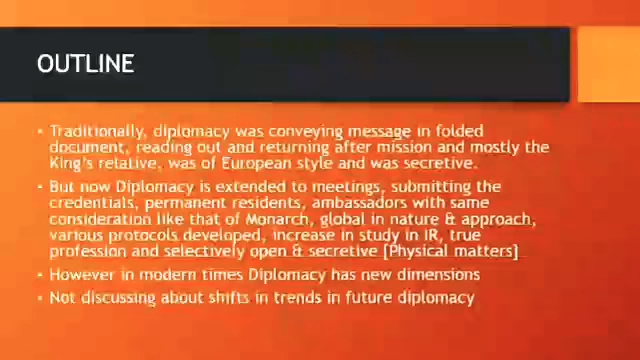 OUTLINE
• Traditionally, diplomacy was conveying message in folded
document, reading out and returning after mission and mostly the
King's relative, was of European style and was secretive.
• But now Diplomacy is extended to meetings, submitting the
credentials, permanent residents, ambassadors with same
consideration like that of Monarch, global in nature & approach,
various protocols developed, increase in study in IR, true
profession and selectively open & secretive [Physical matters]
• However in modern times Diplomacy has new dimensions
• Not discussing about shifts in trends in future diplomacy